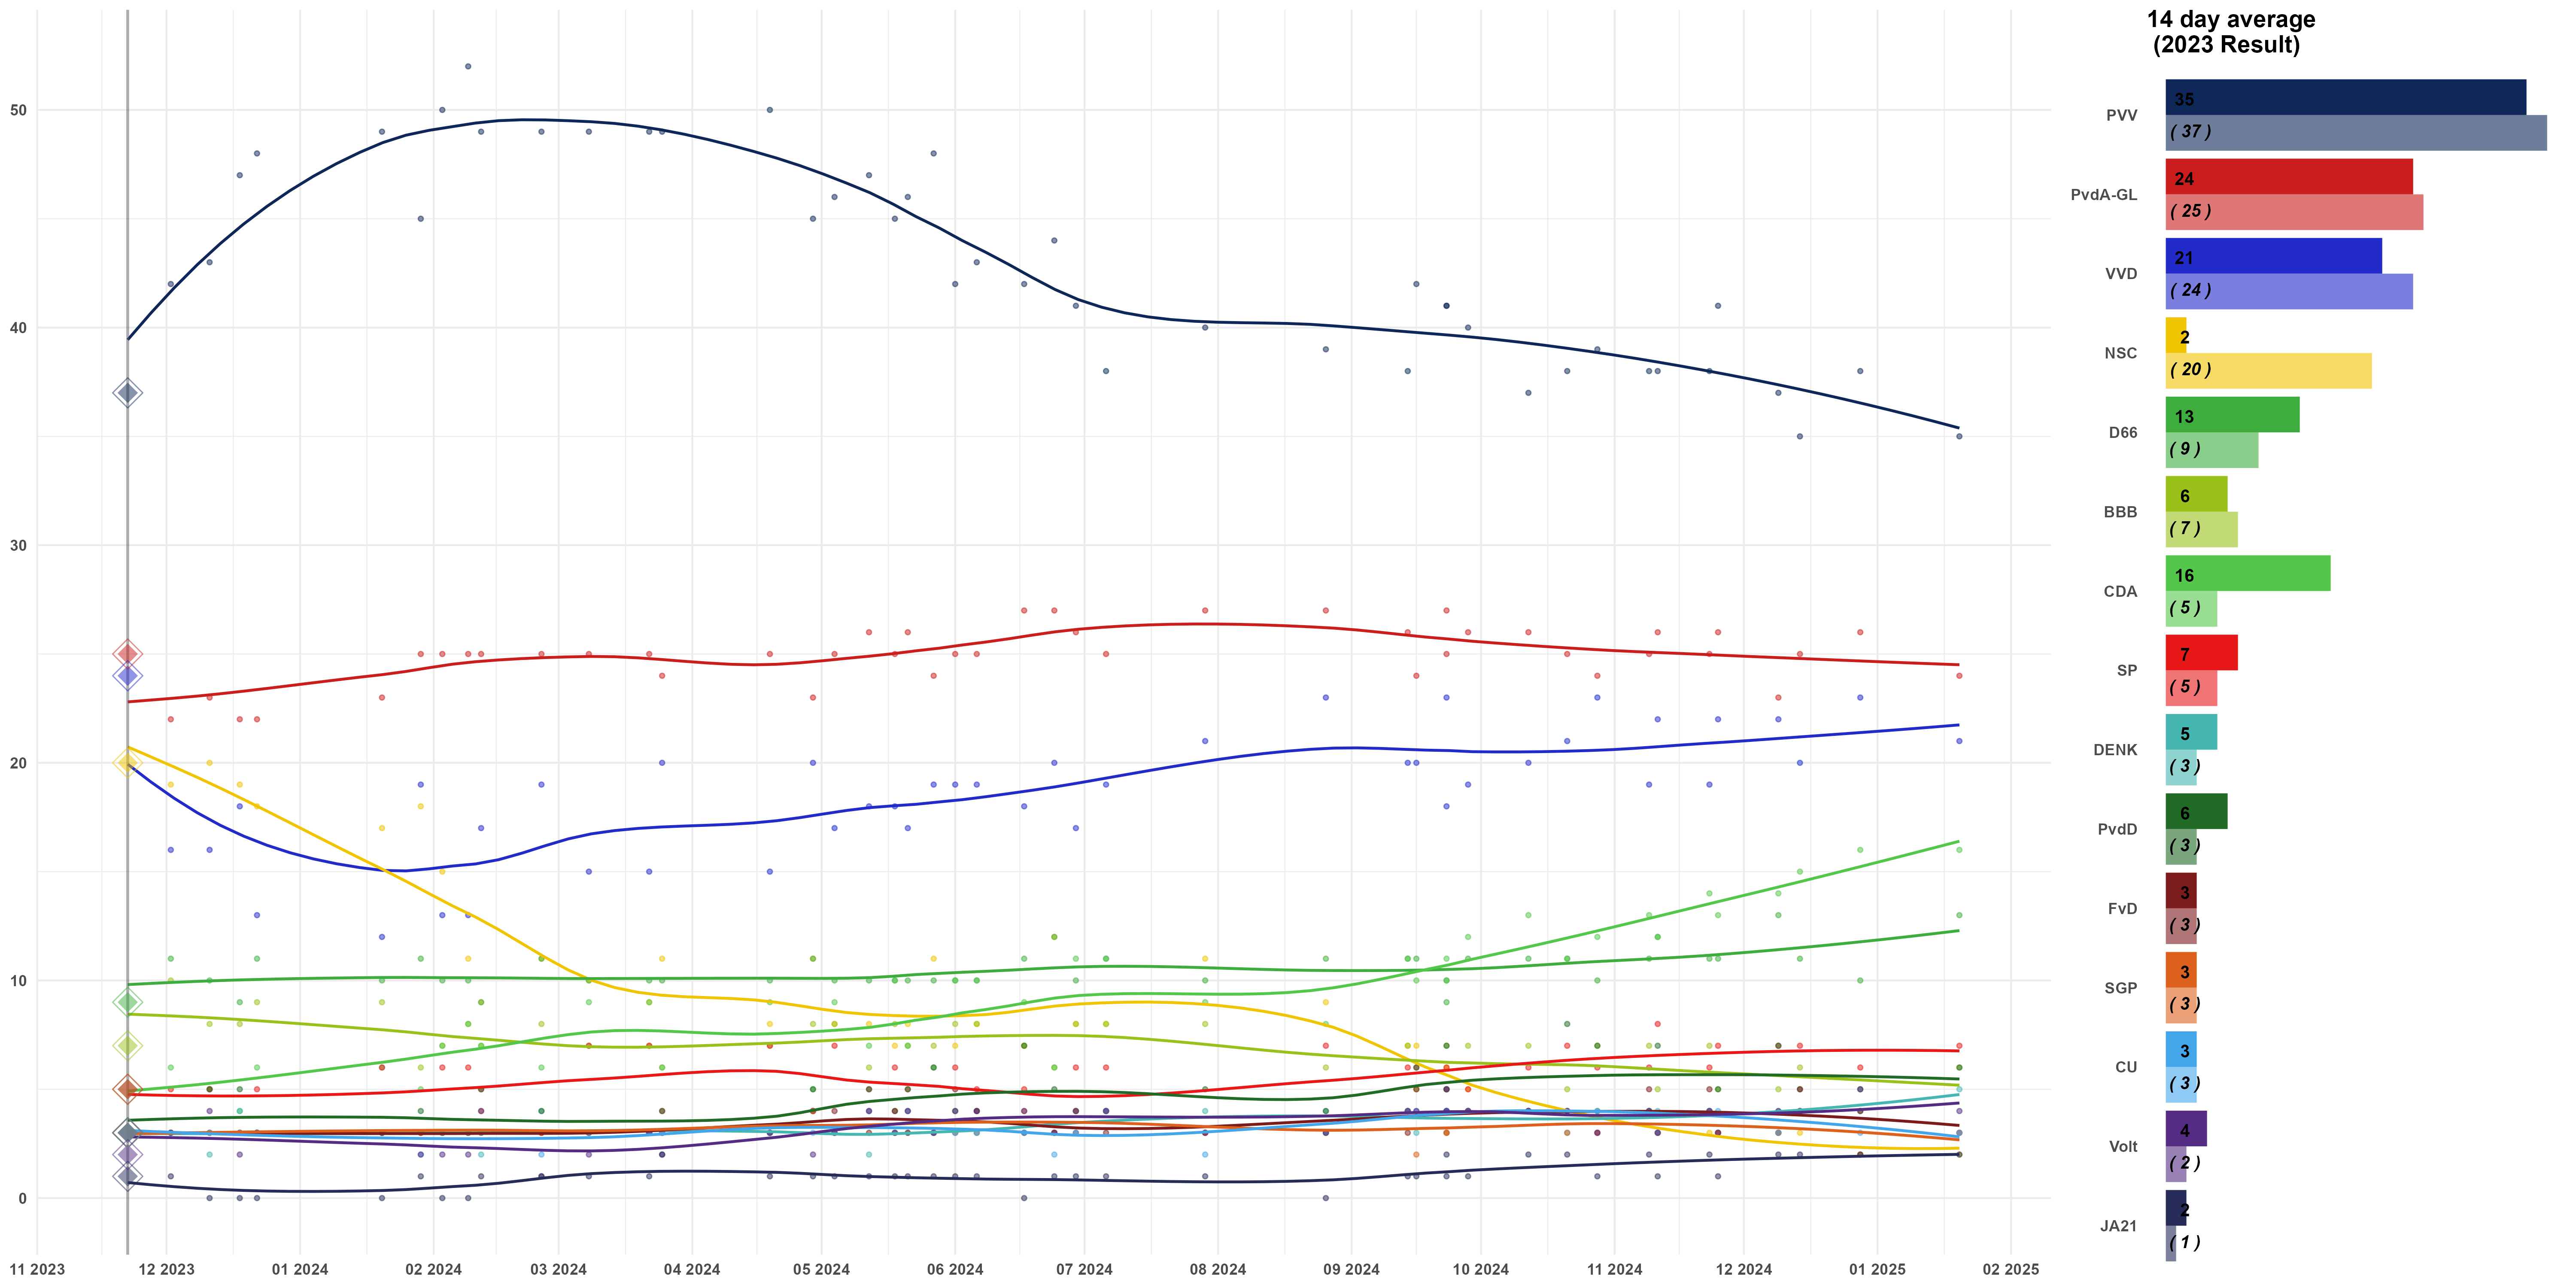 14 day average
(2023 Result)
50
40
30
20
10
0
11 2023
12 2023
01 2024
02 2024
03 2024
04 2024
05 2024
06 2024
07 2024
08 2024
09 2024
10 2024
11 2024
12 2024
01 2025
02 2025
PVV
35
( 37 )
PvdA-GL
24
( 25 )
VVD
21
( 24 )
NSC
2
( 20 )
D66
13
( 9 )
BBB
6
( 7 )
CDA
16
( 5 )
SP
7
( 5 )
DENK
5
( 3 )
PvdD
6
( 3 )
FvD
3
( 3 )
SGP
3
( 3 )
CU
3
( 3 )
Volt
4
( 2 )
JA21
2
( 1 )